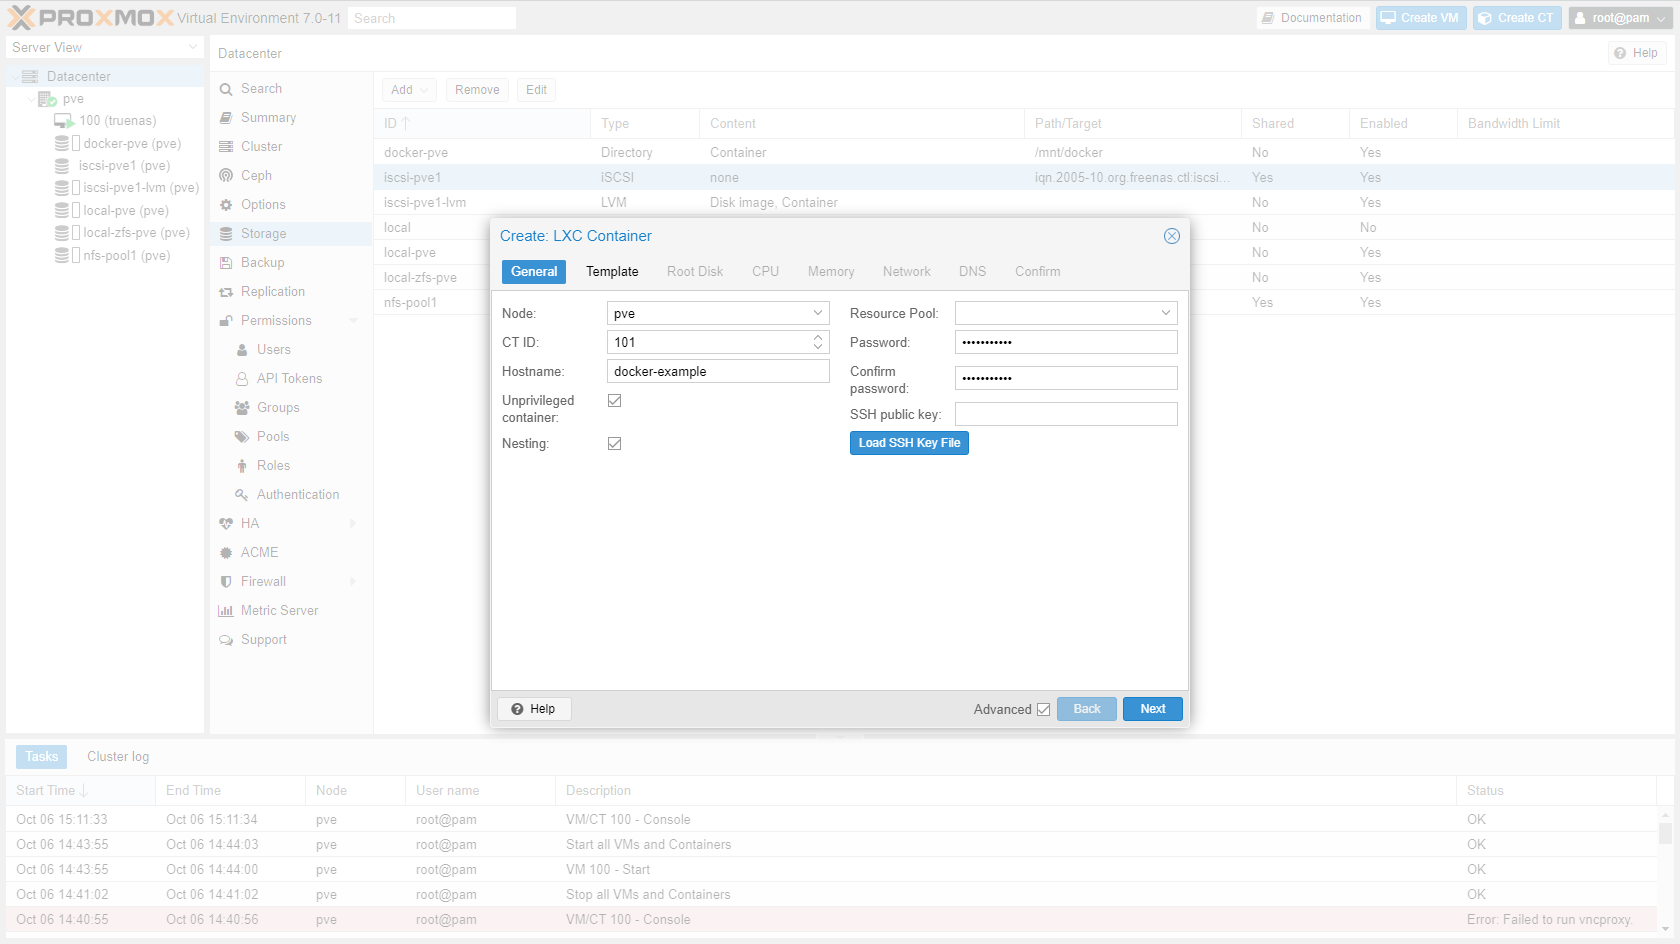 PROXMOX Virtual Environment 7.0-11 Search Documentation Create VM Create CT root@pam
Server View
Datacenter
pve
100 (truenas)
docker-pve (pve)
iscsi-pve1 (pve)
iscsi-pve1-lvm (pve)
local-pve (pve)
local-zfs-pve (pve)
nfs-pool1 (pve)
Datacenter Help
Search
Summary
Cluster
Ceph
Options
Storage
Backup
Replication
Permissions
Users
API Tokens
Groups
Pools
Roles
Authentication
HA
ACME
Firewall
Metric Server
Support
Add Remove Edit
ID Type Content Path/Target Shared Enabled Bandwidth Limit
docker-pve Directory Container /mnt/docker No Yes
iscsi-pve1 iSCSI none iqn.2005-10.org.freenas.ctl:iscsi... Yes Yes
iscsi-pve1-lvm LVM Disk image, Container No Yes
local No No
local-pve No Yes
local-zfs-pve No Yes
nfs-pool1 Yes Yes
Create: LXC Container
General Template Root Disk CPU Memory Network DNS Confirm
Node: pve
CT ID: 101
Hostname: docker-example
Unprivileged
container:
Nesting:
Resource Pool:
Password: •••••••••••
Confirm
password: •••••••••••
SSH public key:
Load SSH Key File
Help Advanced Back Next
Tasks Cluster log
Start Time End Time Node User name Description Status
Oct 06 15:11:33 Oct 06 15:11:34 pve root@pam VM/CT 100 - Console OK
Oct 06 14:43:55 Oct 06 14:44:03 pve root@pam Start all VMs and Containers OK
Oct 06 14:43:55 Oct 06 14:44:00 pve root@pam VM 100 - Start OK
Oct 06 14:41:02 Oct 06 14:41:02 pve root@pam Stop all VMs and Containers OK
Oct 06 14:40:55 Oct 06 14:40:56 pve root@pam VM/CT 100 - Console Error: Failed to run vncproxy.